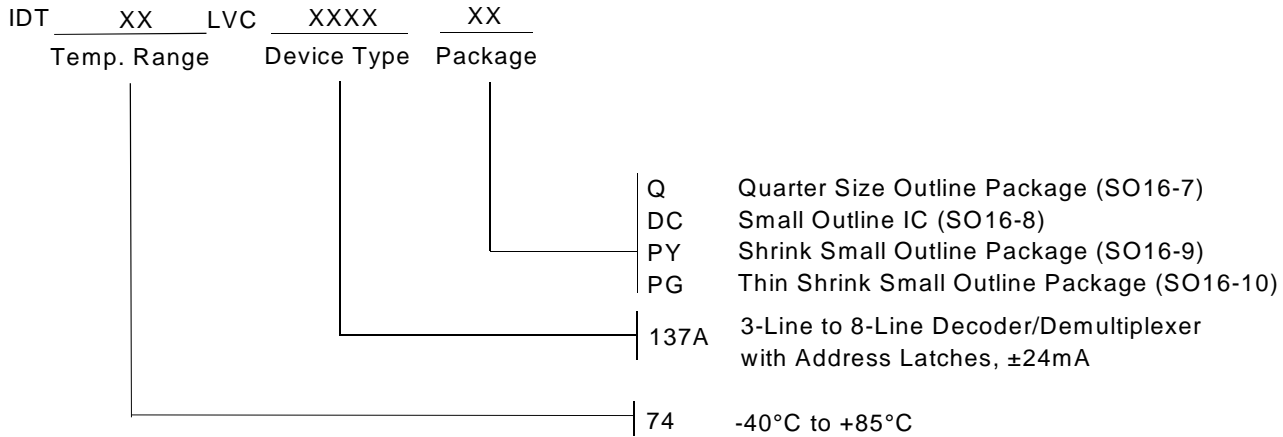 IDT XX LVC XXXX XX
Temp. Range Device Type Package
Q Quarter Size Outline Package (SO16-7)
DC Small Outline IC (SO16-8)
PY Shrink Small Outline Package (SO16-9)
PG Thin Shrink Small Outline Package (SO16-10)
137A 3-Line to 8-Line Decoder/Demultiplexer
with Address Latches, ±24mA
74 -40°C to +85°C